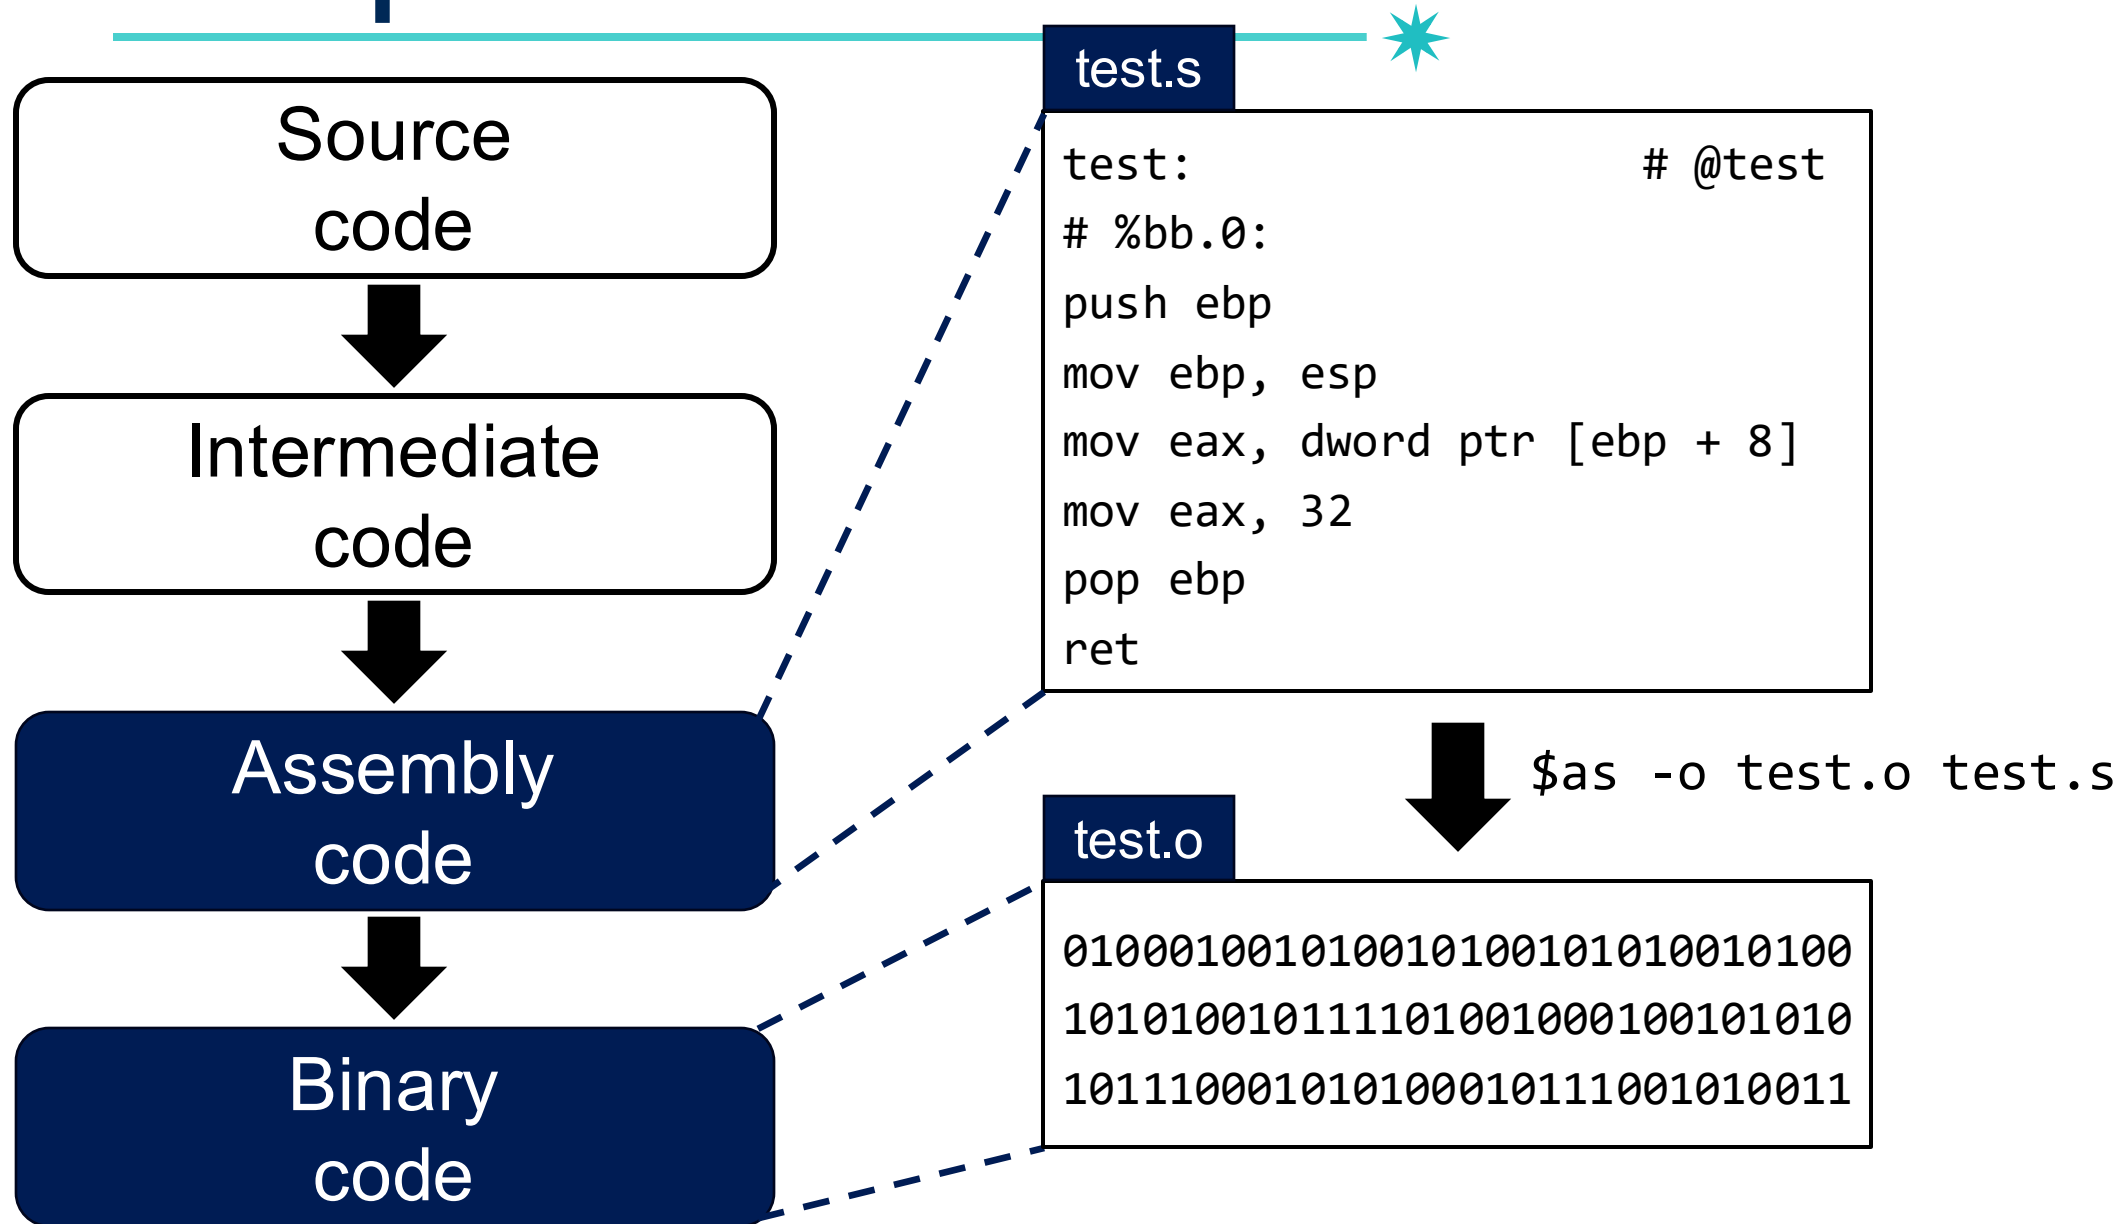 Source
code
Intermediate
code
Assembly
code
Binary
code
test.s
test: # @test
# %bb.0:
push ebp
mov ebp, esp
mov eax, dword ptr [ebp + 8]
mov eax, 32
pop ebp
ret
$as -o test.o test.s
test.o
010001001010010100101010010100
101010010111101001000100101010
101110001010100010111001010011